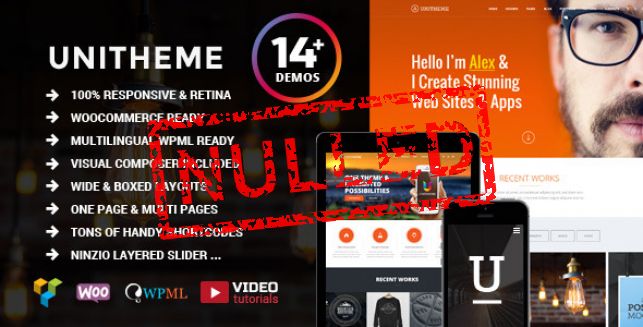 UNITHEME
14+
DEMOS
100% RESPONSIVE & RETINA
WOOCOMMERCE READY
MULTILINGUAL WPML READY
VISUAL COMPOSER INCLUDED
WIDE & BOXED LAYOUTS
ONE PAGE & MULTI PAGES
TONS OF HANDY SHORTCODES
NINZIO LAYERED SLIDER ...
WOO
WPML
VIDEO
tutorials
NULLED
UNITHEME
Hello I'm Alex &
I Create Stunning
Web Sites & Apps
POSSIBILITIES
RECENT WORKS
RECENT WORKS
U